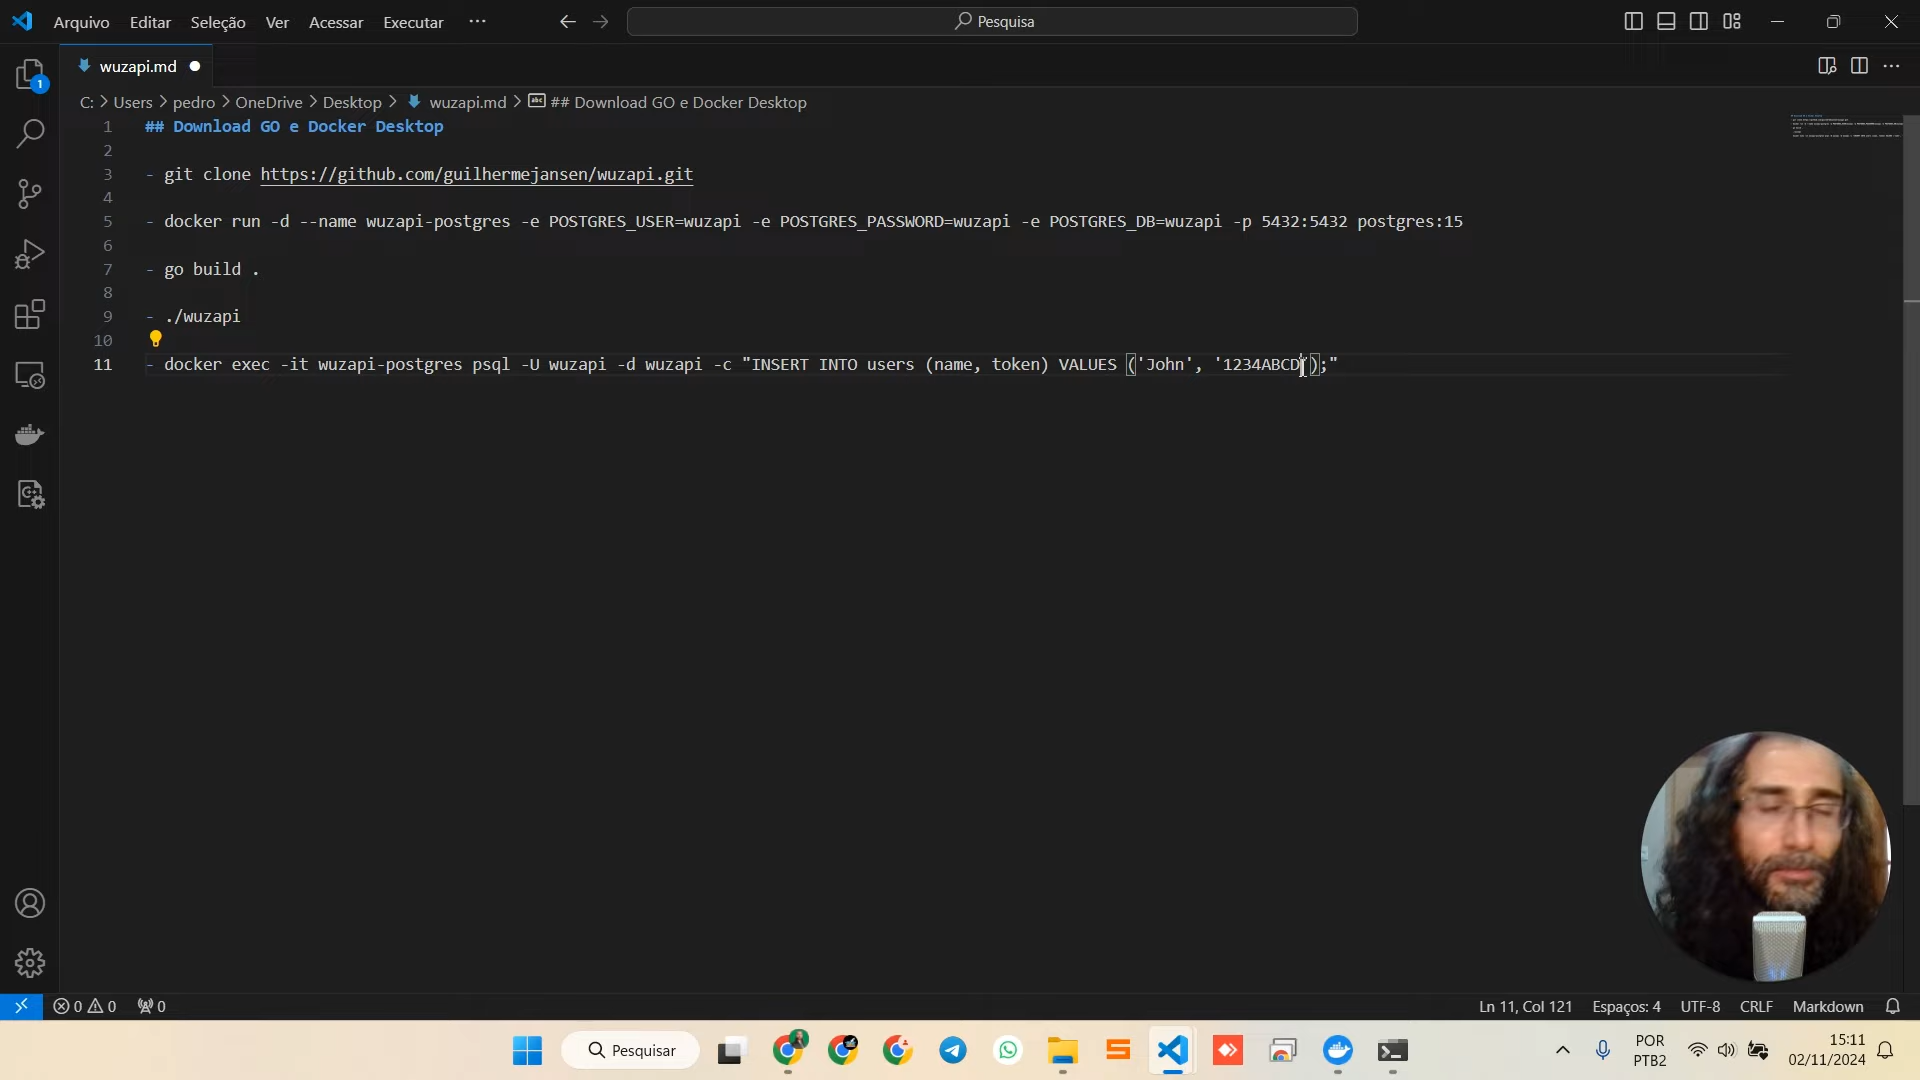 Arquivo Editar Seleção Ver Acessar Executar ··· Pesquisa
wuzapi.md
1
C: > Users > pedro > OneDrive > Desktop > wuzapi.md > ## Download GO e Docker Desktop
1 ## Download GO e Docker Desktop
2
3 - git clone https://github.com/guilhermejansen/wuzapi.git
4
5 - docker run -d --name wuzapi-postgres -e POSTGRES_USER=wuzapi -e POSTGRES_PASSWORD=wuzapi -e POSTGRES_DB=wuzapi -p 5432:5432 postgres:15
6
7 - go build .
8
9 - ./wuzapi
10
11 - docker exec -it wuzapi-postgres psql -U wuzapi -d wuzapi -c "INSERT INTO users (name, token) VALUES ('John', '1234ABCD');"
0 0 0 Ln 11, Col 121 Espaços: 4 UTF-8 CRLF Markdown
Pesquisar POR 15:11
PTB2 02/11/2024